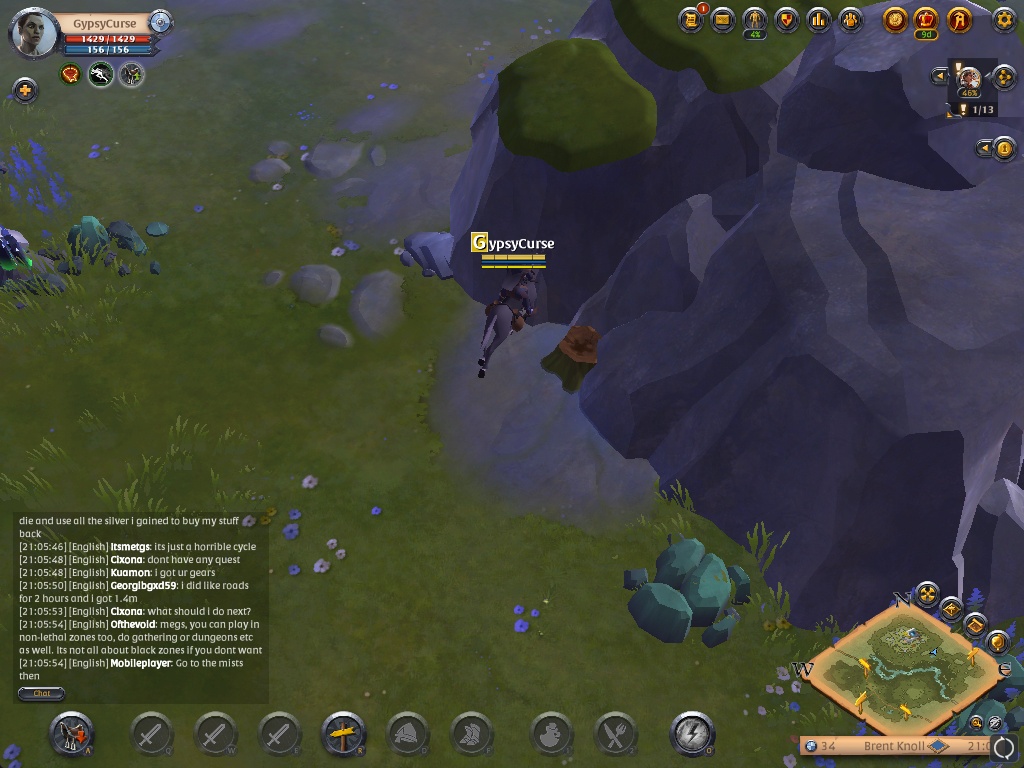 GypsyCurse
1429 / 1429
156 / 156
1
4%
9d
46%
1/13
1
GypsyCurse
die and use all the silver i gained to buy my stuff
back
[21:05:46] [English] Itsmetgs: its just a horrible cycle
[21:05:48] [English] Cixona: dont have any quest
[21:05:48] [English] Kuamon: i got ur gears
[21:05:50] [English] Georgibgxd59: i did like roads
for 2 hours and i got 1.4m
[21:05:53] [English] Cixona: what should i do next?
[21:05:54] [English] Ofthevoid: megs, you can play in
non-lethal zones too, do gathering or dungeons etc
as well. Its not all about black zones if you dont want
[21:05:54] [English] Mobileplayer: Go to the mists
then
Chat
N
W
E
A
Q
W
E
R
D
F
O
34 Brent Knoll